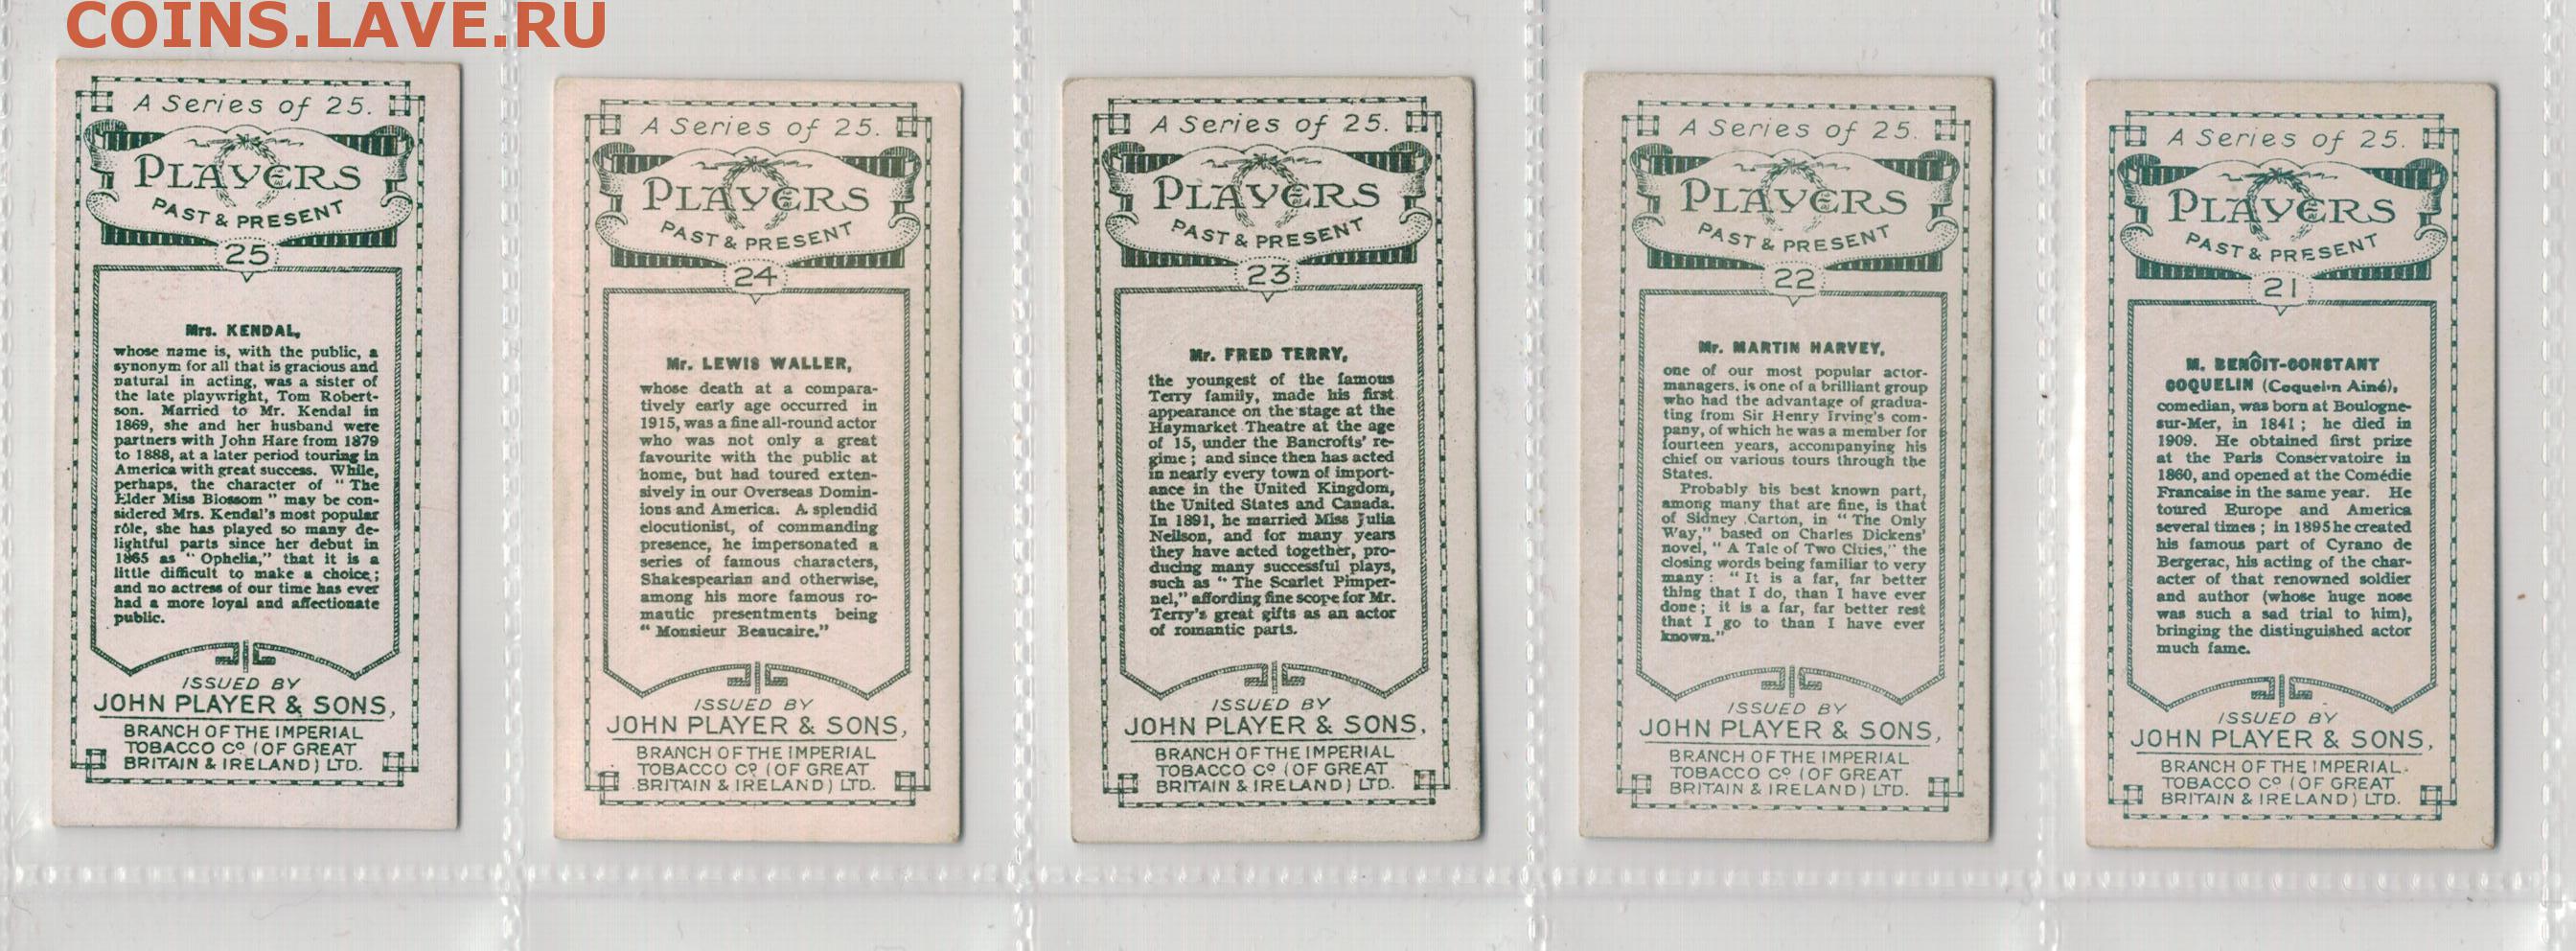 COINS.LAVE.RU
A Series of 25.
PLAYERS
PAST & PRESENT
25
Mrs. KENDAL,
whose name is, with the public, a
synonym for all that is gracious and
natural in acting, was a sister of
the late playwright, Tom Robert-
son. Married to Mr. Kendal in
1869, she and her husband were
partners with John Hare from 1879
to 1888, at a later period touring in
America with great success. While,
perhaps, the character of "The
Elder Miss Blossom" may be con-
sidered Mrs. Kendal's most popular
rôle, she has played so many de-
lightful parts since her debut in
1865 as "Ophelia," that it is a
little difficult to make a choice;
and no actress of our time has ever
had a more loyal and affectionate
public.
ISSUED BY
JOHN PLAYER & SONS,
BRANCH OF THE IMPERIAL
TOBACCO Co (OF GREAT
BRITAIN & IRELAND) LTD.
A Series of 25.
PLAYERS
PAST & PRESENT
24
Mr. LEWIS WALLER,
whose death at a compara-
tively early age occurred in
1915, was a fine all-round actor
who was not only a great
favourite with the public at
home, but had toured exten-
sively in our Overseas Domin-
ions and America. A splendid
elocutionist, of commanding
presence, he impersonated a
series of famous characters,
Shakespearian and otherwise,
among his more famous ro-
mantic presentments being
"Monsieur Beaucaire."
ISSUED BY
JOHN PLAYER & SONS,
BRANCH OF THE IMPERIAL
TOBACCO Co (OF GREAT
BRITAIN & IRELAND) LTD.
A Series of 25.
PLAYERS
PAST & PRESENT
23
Mr. FRED TERRY,
the youngest of the famous
Terry family, made his first
appearance on the stage at the
Haymarket Theatre at the age
of 15, under the Bancrofts' re-
gime; and since then has acted
in nearly every town of import-
ance in the United Kingdom,
the United States and Canada.
In 1891, he married Miss Julia
Neilson, and for many years
they have acted together, pro-
ducing many successful plays,
such as "The Scarlet Pimper-
nel," affording fine scope for Mr.
Terry's great gifts as an actor
of romantic parts.
ISSUED BY
JOHN PLAYER & SONS,
BRANCH OF THE IMPERIAL
TOBACCO Co (OF GREAT
BRITAIN & IRELAND) LTD.
A Series of 25.
PLAYERS
PAST & PRESENT
22
Mr. MARTIN HARVEY,
one of our most popular actor-
managers, is one of a brilliant group
who had the advantage of gradua-
ting from Sir Henry Irving's com-
pany, of which he was a member for
fourteen years, accompanying his
chief on various tours through the
States.
Probably his best known part,
among many that are fine, is that
of Sidney Carton, in "The Only
Way," based on Charles Dickens'
novel, "A Tale of Two Cities," the
closing words being familiar to very
many: "It is a far, far better
thing that I do, than I have ever
done; it is a far, far better rest
that I go to than I have ever
known."
ISSUED BY
JOHN PLAYER & SONS,
BRANCH OF THE IMPERIAL
TOBACCO Co (OF GREAT
BRITAIN & IRELAND) LTD.
A Series of 25.
PLAYERS
PAST & PRESENT
21
M. BENOÎT-CONSTANT
COQUELIN (Coquelin Ainé),
comedian, was born at Boulogne-
sur-Mer, in 1841; he died in
1909. He obtained first prize
at the Paris Conservatoire in
1860, and opened at the Comédie
Francaise in the same year. He
toured Europe and America
several times; in 1895 he created
his famous part of Cyrano de
Bergerac, his acting of the char-
acter of that renowned soldier
and author (whose huge nose
was such a sad trial to him),
bringing the distinguished actor
much fame.
ISSUED BY
JOHN PLAYER & SONS,
BRANCH OF THE IMPERIAL
TOBACCO Co (OF GREAT
BRITAIN & IRELAND) LTD.